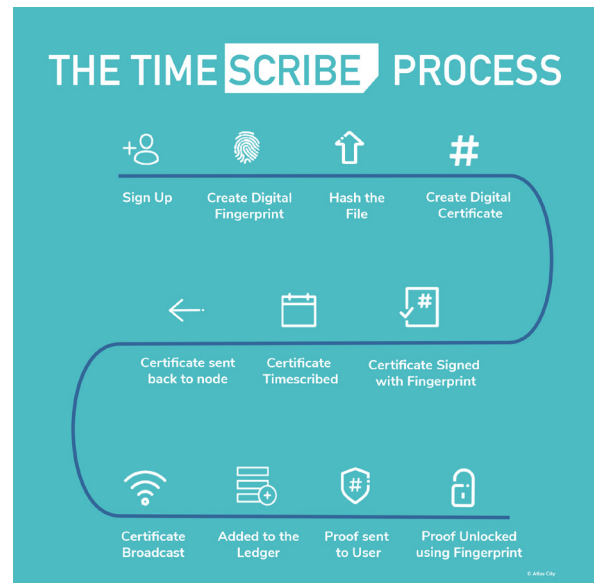 THE TIME SCRIBE PROCESS
#
Sign Up
Create Digital
Fingerprint
Hash the
File
Create Digital
Certificate
#
Certificate sent
back to node
Certificate
Timescribed
Certificate Signed
with Fingerprint
#
Certificate
Broadcast
Added to the
Ledger
Proof sent
to User
Proof Unlocked
using Fingerprint
© Atlas City